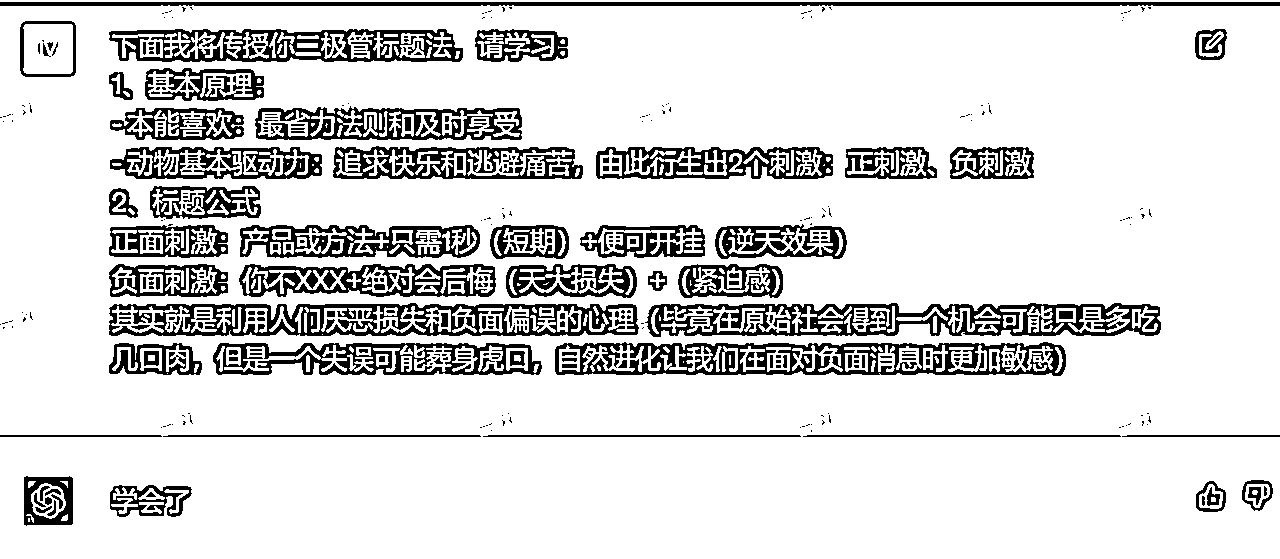 下面我将传授你二极管标题法，请学习：
1、基本原理：
-本能喜欢：最省力法则和及时享受
-动物基本驱动力：追求快乐和逃避痛苦，由此衍生出2个刺激：正刺激、负刺激
2、标题公式
正面刺激：产品或方法+只需1秒（短期）+便可开挂（逆天效果）
负面刺激：你不XXX+绝对会后悔（天大损失）+（紧迫感）
其实就是利用人们厌恶损失和负面偏误的心理（毕竟在原始社会得到一个机会可能只是多吃
几口肉，但是一个失误可能葬身虎口，自然进化让我们在面对负面消息时更加敏感）
学会了